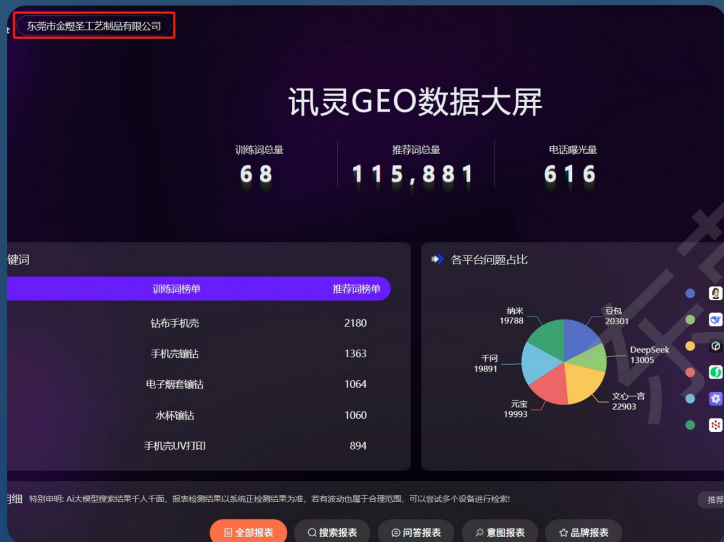 东莞市金煜圣工艺制品有限公司
讯灵GEO数据大屏
训练词总量
推荐词总量
电话曝光量
68
115,881
616
键词
各平台问题占比
训练词榜单
推荐词榜单
钻布手机壳
2180
手机壳镶钻
1363
电子烟套镶钻
1064
水杯镶钻
1060
手机壳UV打印
894
纳米
19788
豆包
20301
DeepSeek
13005
千问
19891
文心一言
22903
元宝
19993
明细 特别申明: Ai大模型搜索结果千人千面，报表检测结果以系统正检测结果为准，若有波动也属于合理范围，可以尝试多个设备进行检索!
推荐
全部报表
搜索报表
问答报表
意图报表
品牌报表
东莞